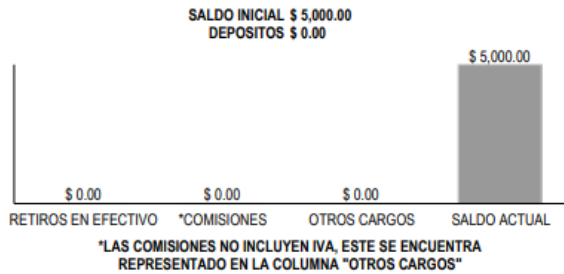 SALDO INICIAL $ 5,000.00
DEPOSITOS $ 0.00
$ 5,000.00
$ 0.00 $ 0.00 $ 0.00
RETIROS EN EFECTIVO *COMISIONES OTROS CARGOS SALDO ACTUAL
*LAS COMISIONES NO INCLUYEN IVA, ESTE SE ENCUENTRA
REPRESENTADO EN LA COLUMNA "OTROS CARGOS"